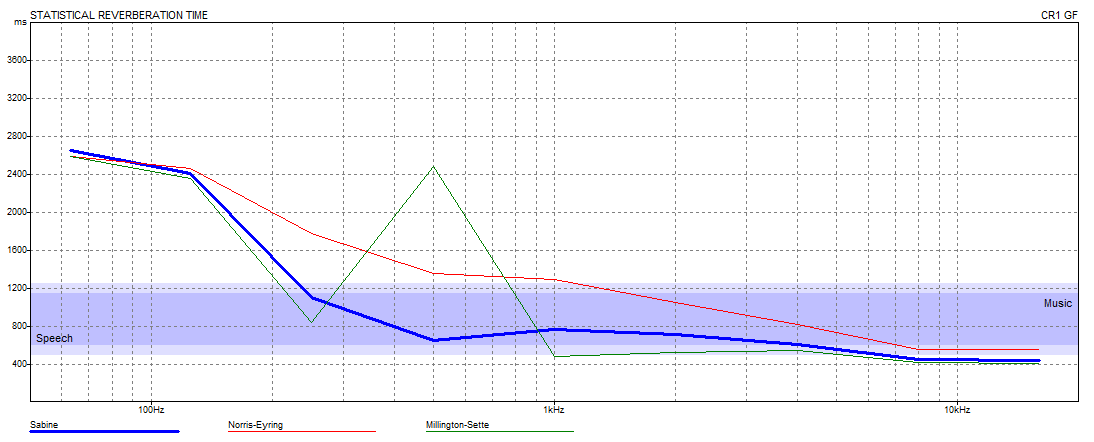 STATISTICAL REVERBERATION TIME CR1 GF
ms
3600
3200
2800
2400
2000
1600
1200
Music
800
Speech
400
100Hz 1kHz 10kHz
Sabine Norris-Eyring Millington-Sette